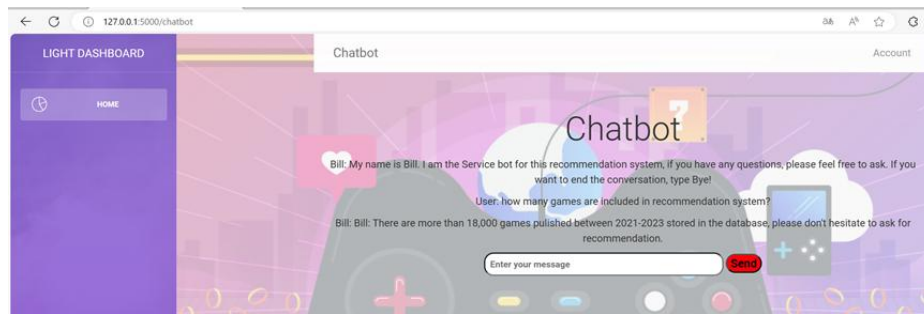 127.0.0.1:5000/chatbot
LIGHT DASHBOARD
Chatbot
Account
HOME
?
Chatbot
Bill: My name is Bill. I am the Service bot for this recommendation system, if you have any questions, please feel free to ask. If you
want to end the conversation, type Bye!
User: how many games are included in recommendation system?
Bill: Bill: There are more than 18,000 games pulished between 2021-2023 stored in the database, please don't hesitate to ask for
recommendation.
Enter your message
Send